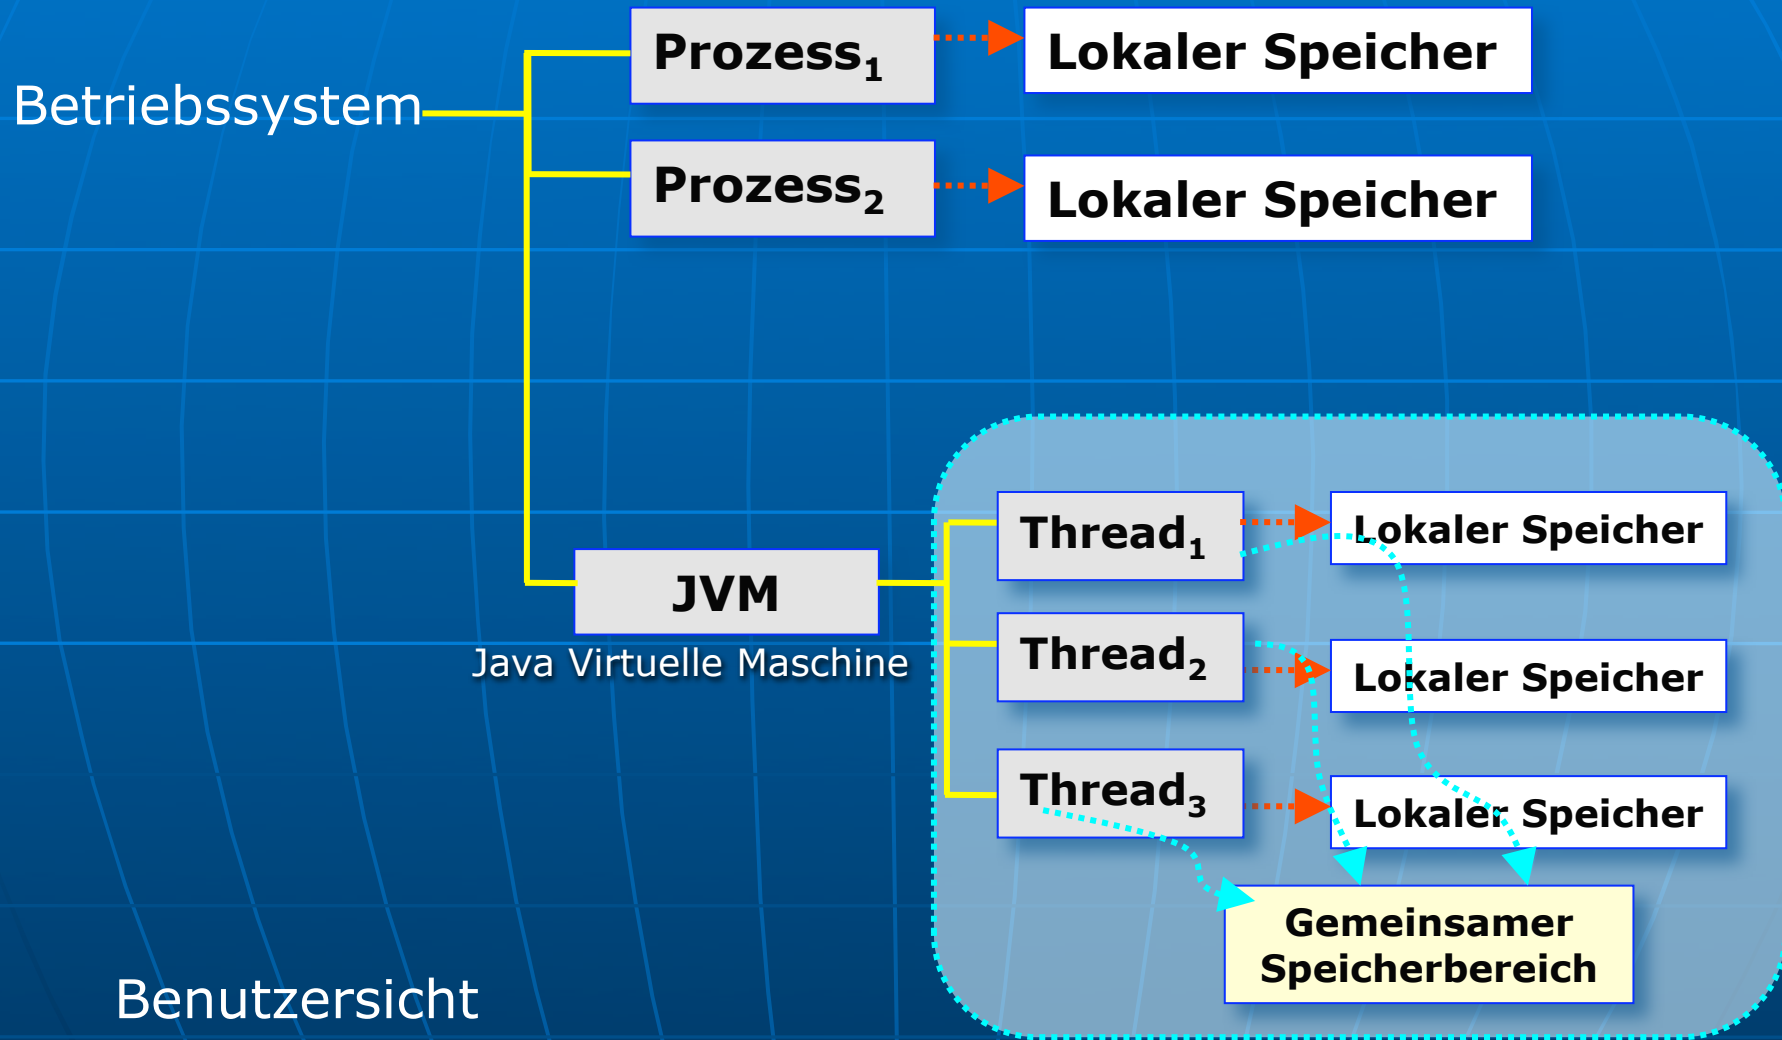 Prozess₁
Lokaler Speicher
Betriebssystem
Prozess₂
Lokaler Speicher
Thread₁
Lokaler Speicher
JVM
Java Virtuelle Maschine
Thread₂
Lokaler Speicher
Thread₃
Lokaler Speicher
Gemeinsamer
Speicherbereich
Benutzersicht